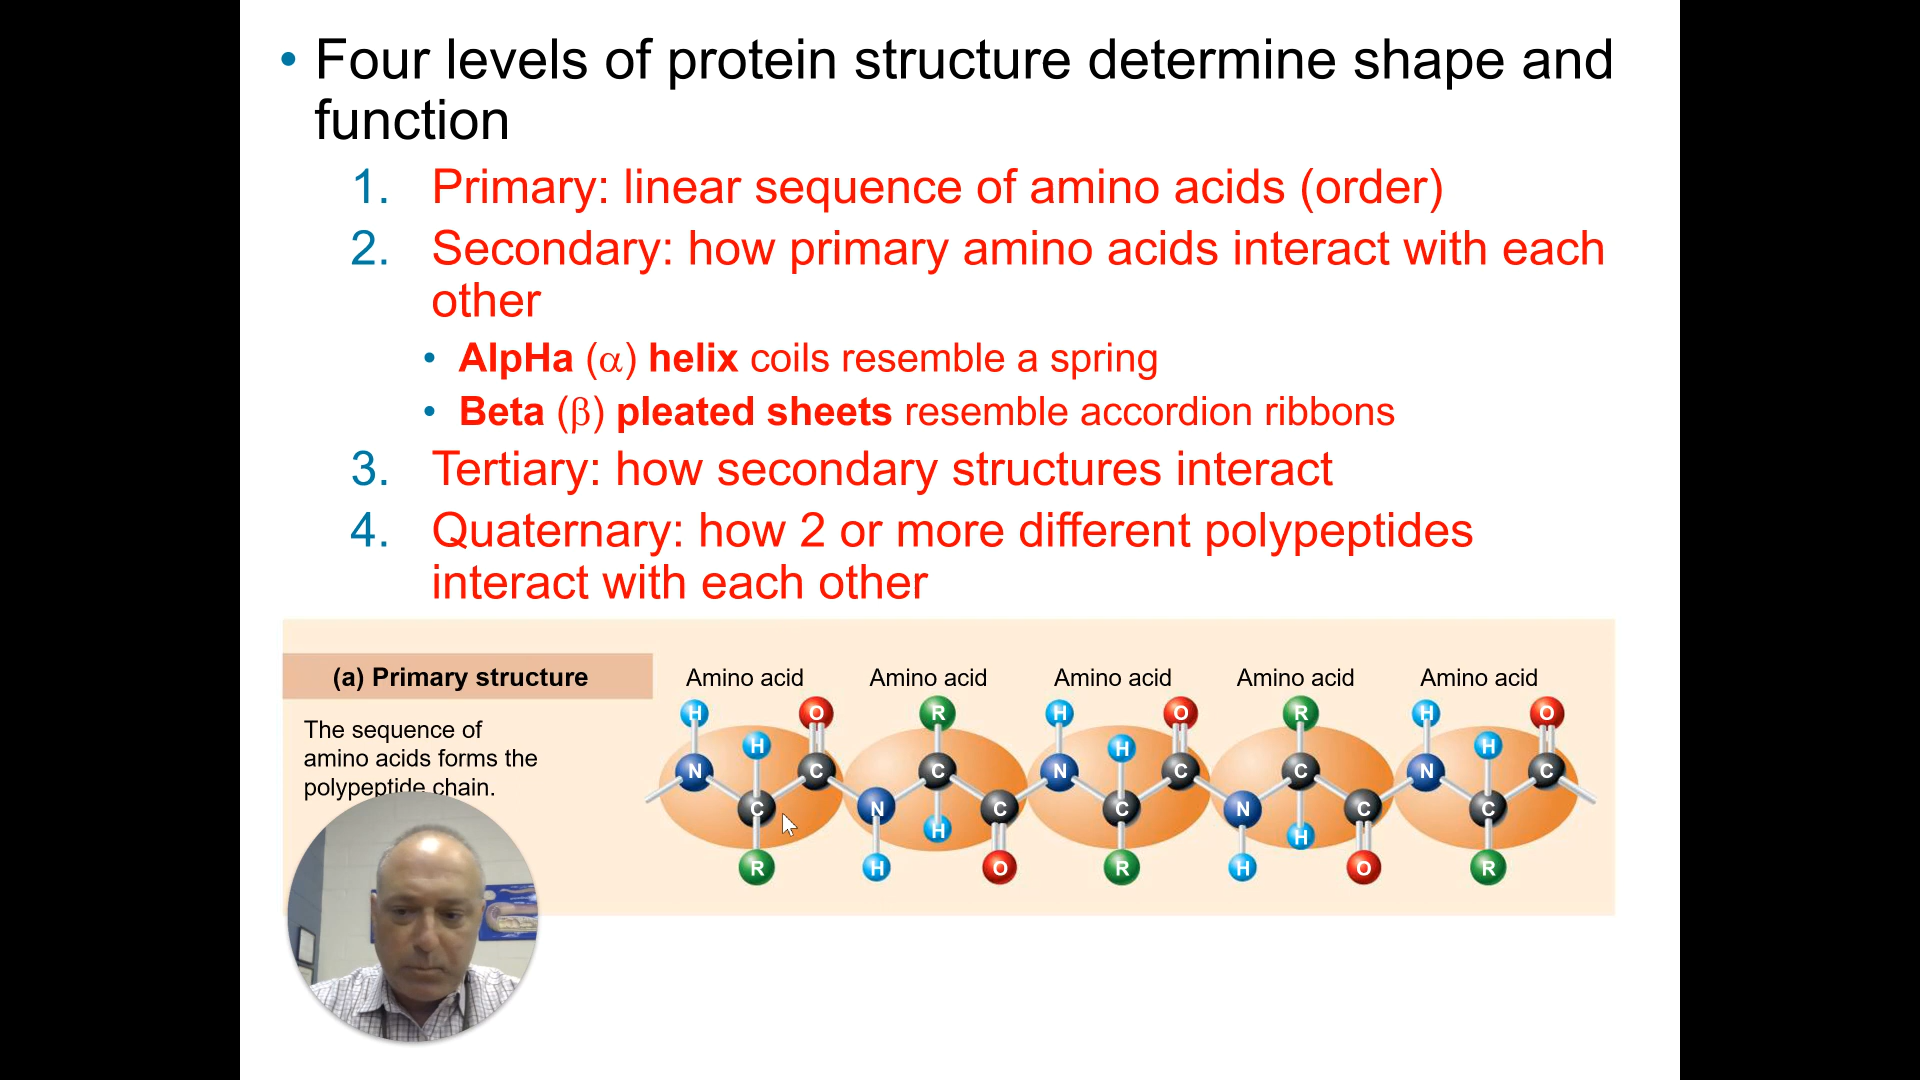 • Four levels of protein structure determine shape and
function
1. Primary: linear sequence of amino acids (order)
2. Secondary: how primary amino acids interact with each
other
• AlpHa (α) helix coils resemble a spring
• Beta (β) pleated sheets resemble accordion ribbons
3. Tertiary: how secondary structures interact
4. Quaternary: how 2 or more different polypeptides
interact with each other
(a) Primary structure
The sequence of
amino acids forms the
polypeptide chain.
Amino acid Amino acid Amino acid Amino acid Amino acid
H O R H O R H O
H H H
N C C N C C N C
C N H C C N H C C
R H O R H O R